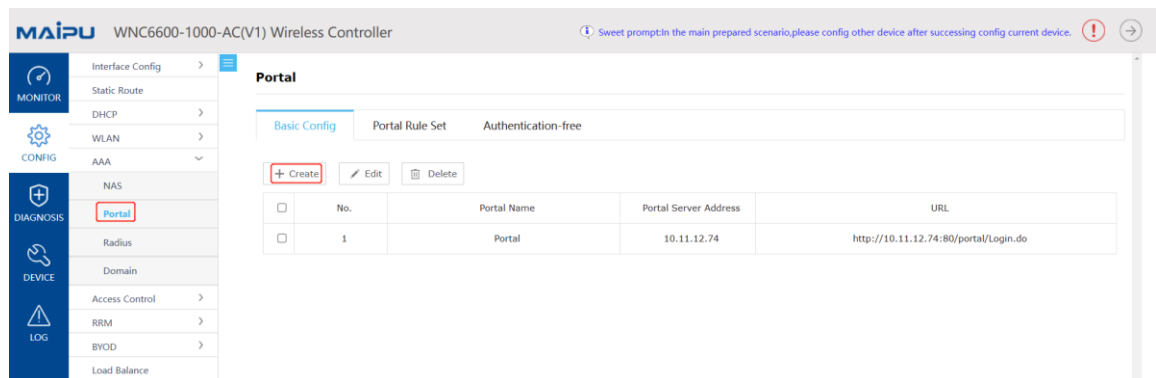 MAIPU WNC6600-1000-AC(V1) Wireless Controller
Sweet prompt:In the main prepared scenario,please config other device after successing config current device.
MONITOR
CONFIG
DIAGNOSIS
DEVICE
LOG
Interface Config
Static Route
DHCP
WLAN
AAA
NAS
Portal
Radius
Domain
Access Control
RRM
BYOD
Load Balance
Portal
Basic Config Portal Rule Set Authentication-free
+ Create Edit Delete
No. Portal Name Portal Server Address URL
1 Portal 10.11.12.74 http://10.11.12.74:80/portal/Login.do